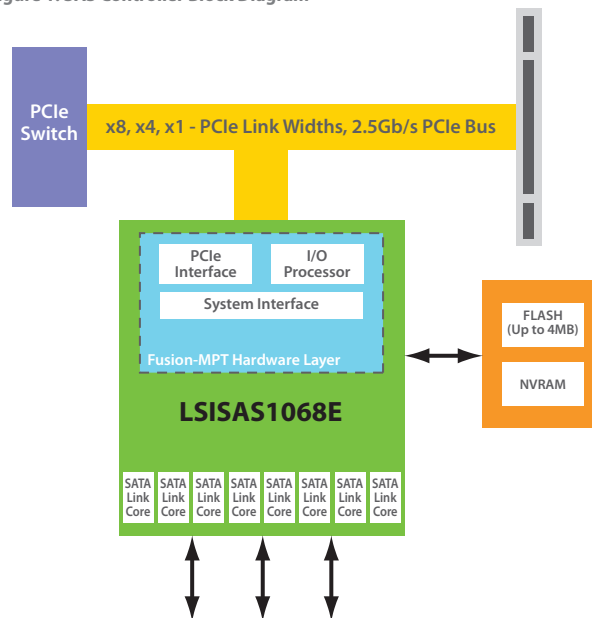 PCIe
Switch
x8, x4, x1 - PCIe Link Widths, 2.5Gb/s PCIe Bus
PCIe
Interface
I/O
Processor
System Interface
Fusion-MPT Hardware Layer
FLASH
(Up to 4MB)
NVRAM
LSISAS1068E
SATA
Link
Core
SATA
Link
Core
SATA
Link
Core
SATA
Link
Core
SATA
Link
Core
SATA
Link
Core
SATA
Link
Core
SATA
Link
Core